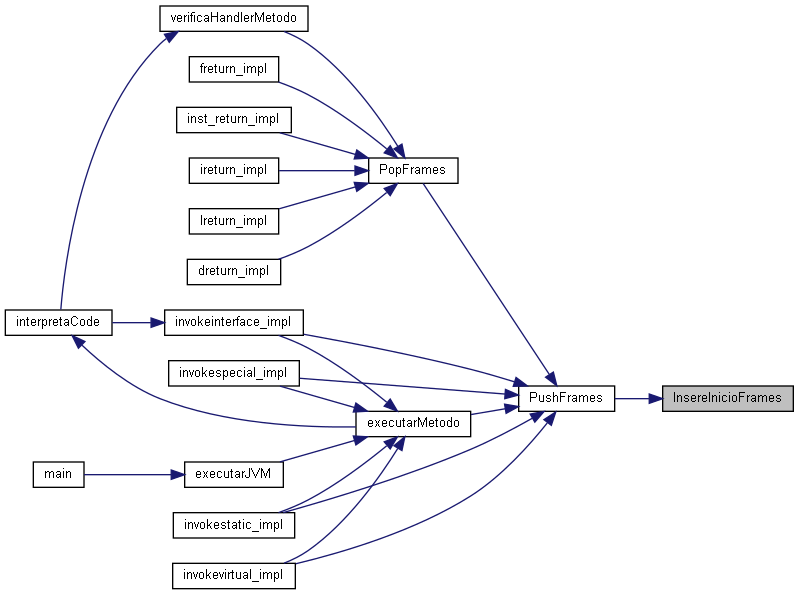 verificaHandlerMetodo
freturn_impl
inst_return_impl
ireturn_impl
PopFrames
lreturn_impl
dreturn_impl
interpretaCode
invokeinterface_impl
invokespecial_impl
PushFrames
InsereInicioFrames
executarMetodo
main
executarJVM
invokestatic_impl
invokevirtual_impl